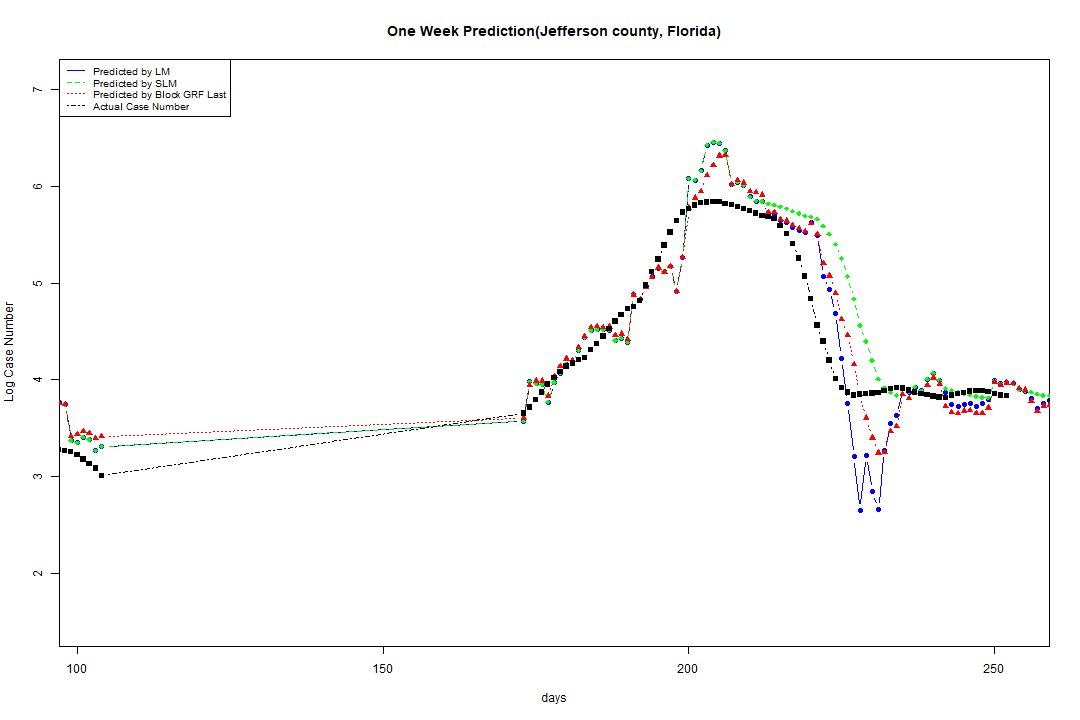 One Week Prediction(Jefferson county, Florida)
Predicted by LM
Predicted by SLM
Predicted by Block GRF Last
Actual Case Number
7
6
5
4
3
2
Log Case Number
100 150 200 250
days